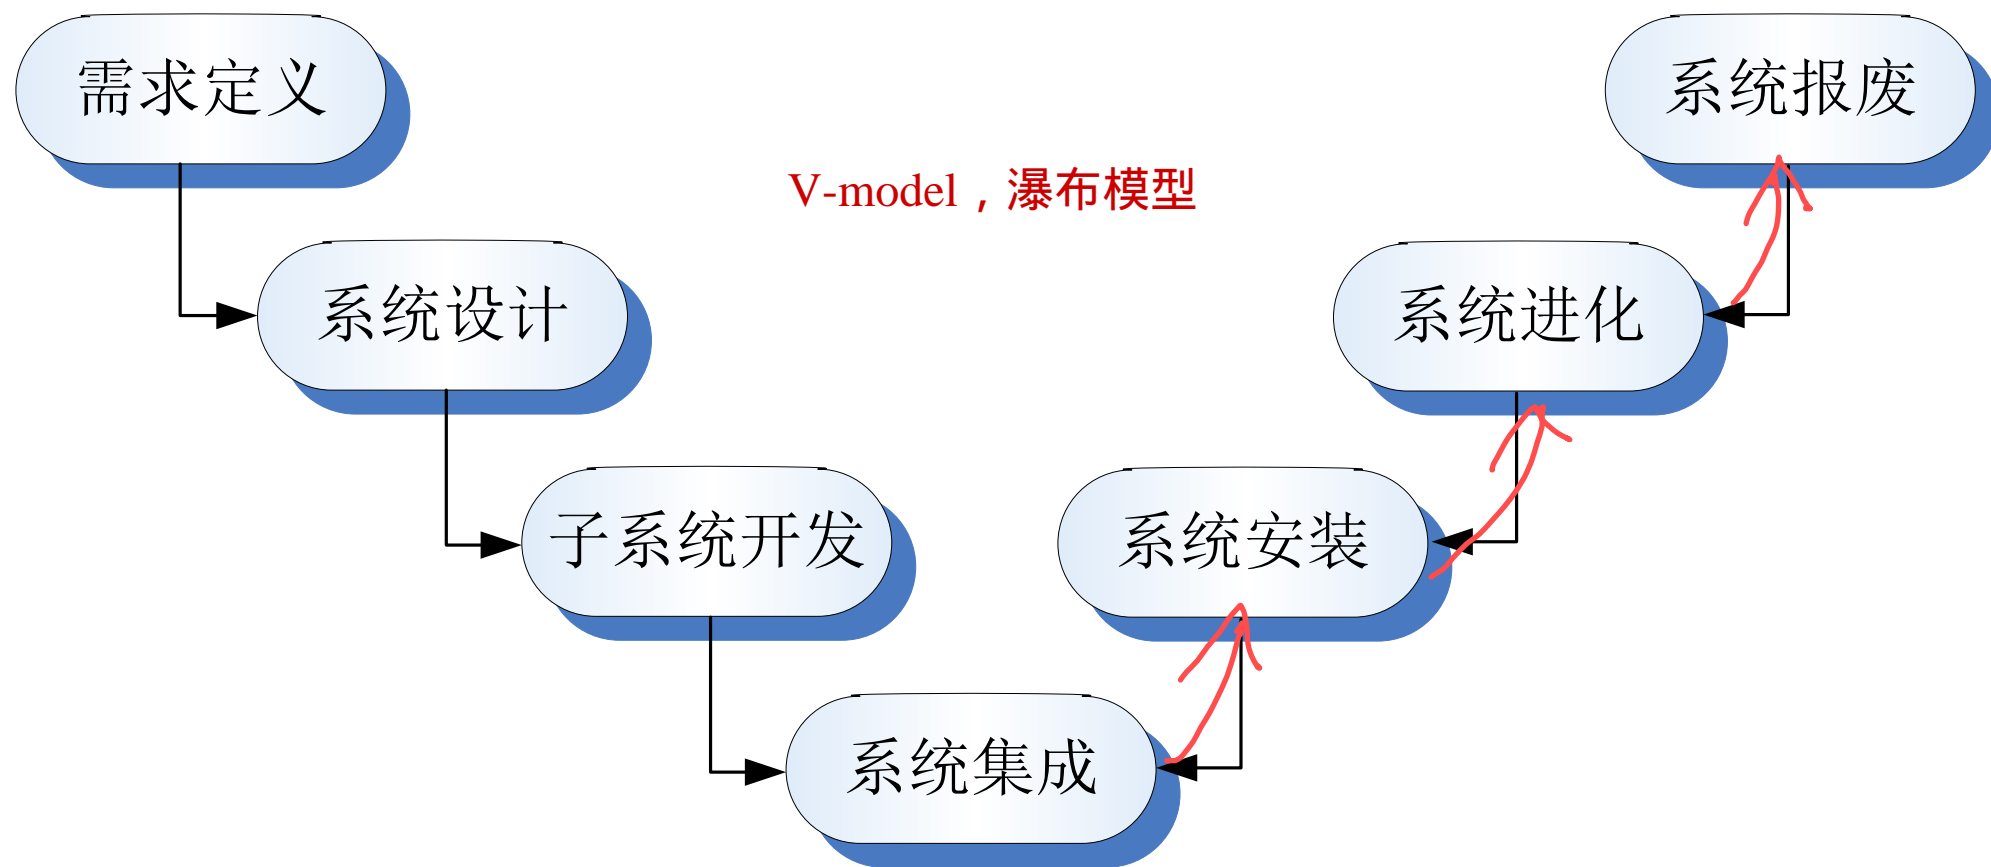 需求定义
系统报废
V-model，瀑布模型
系统设计
系统进化
子系统开发
系统安装
系统集成